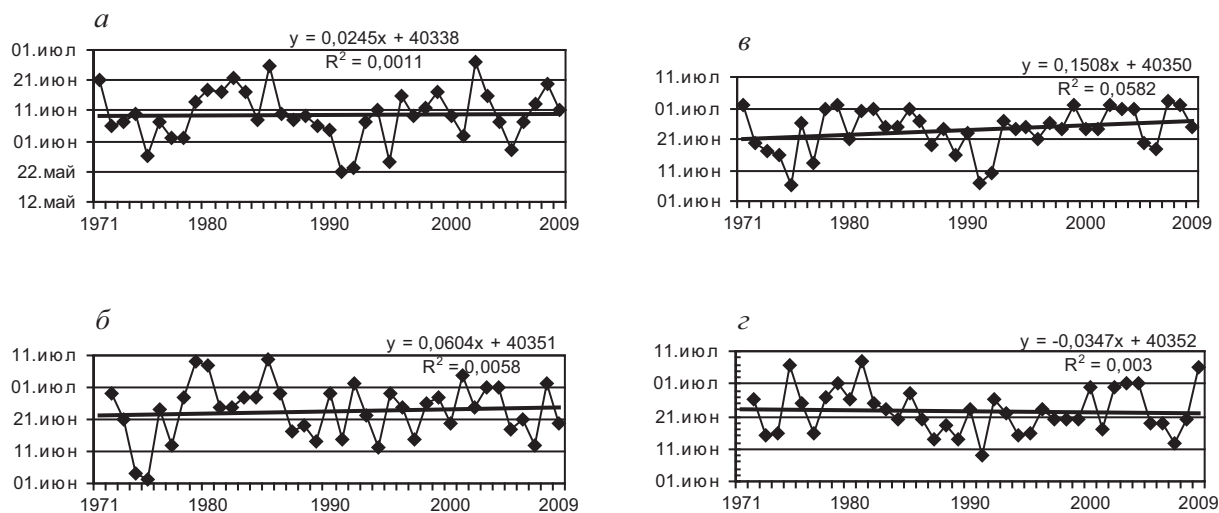 а
y = 0,0245x + 40338
R² = 0,0011
01.июл
21.июн
11.июн
01.июн
22.май
12.май
1971 1980 1990 2000 2009
в
y = 0,1508x + 40350
R² = 0,0582
11.июл
01.июл
21.июн
11.июн
01.июн
1971 1980 1990 2000 2009
б
y = 0,0604x + 40351
R² = 0,0058
11.июл
01.июл
21.июн
11.июн
01.июн
1971 1980 1990 2000 2009
г
y = -0,0347x + 40352
R² = 0,003
11.июл
01.июл
21.июн
11.июн
01.июн
1971 1980 1990 2000 2009